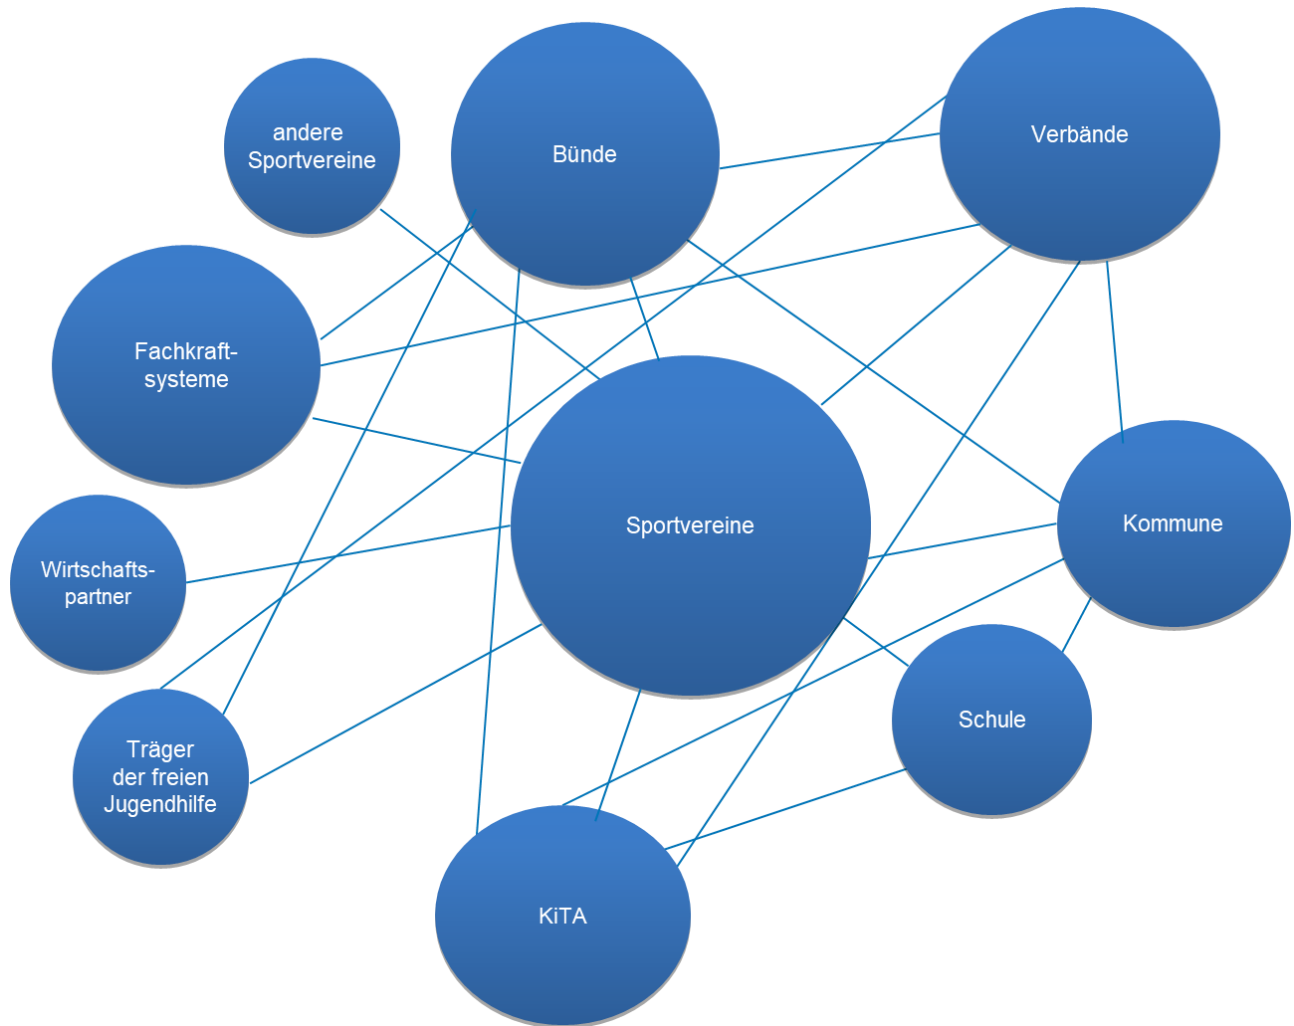 andere
Sportvereine
Bünde
Verbände
Fachkraft-
systeme
Sportvereine
Kommune
Wirtschafts-
partner
Schule
Träger
der freien
Jugendhilfe
KiTA